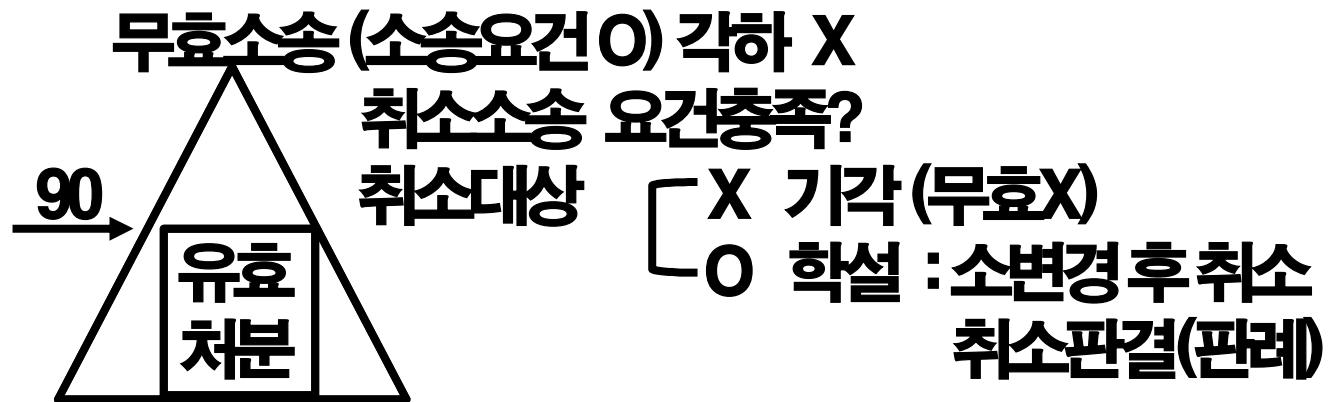 무효소송 (소송요건 O) 각하 X
취소소송 요건충족?
90
취소대상
X 기각 (무효X)
O 학설 : 소변경 후 취소
취소판결(판례)
유효
처분